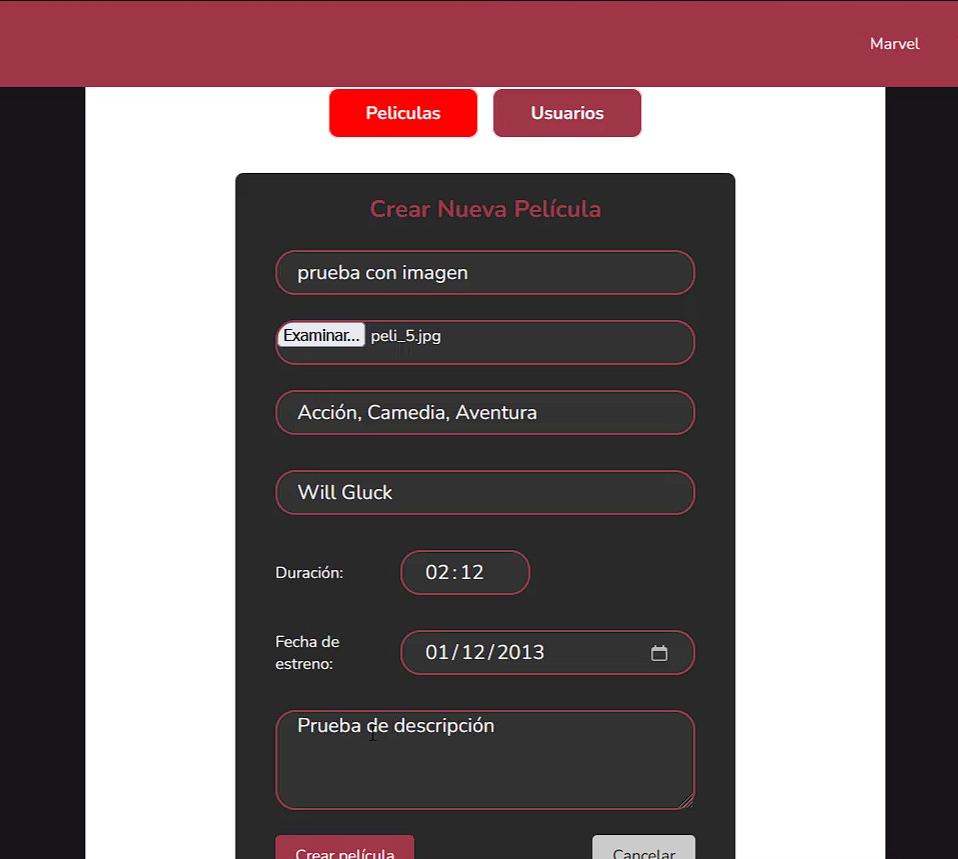 Marvel
Peliculas
Usuarios
Crear Nueva Película
prueba con imagen
Examinar... peli_5.jpg
Acción, Camedia, Aventura
Will Gluck
Duración:
02:12
Fecha de
estreno:
01/12/2013
Prueba de descripción
Crear película
Cancelar